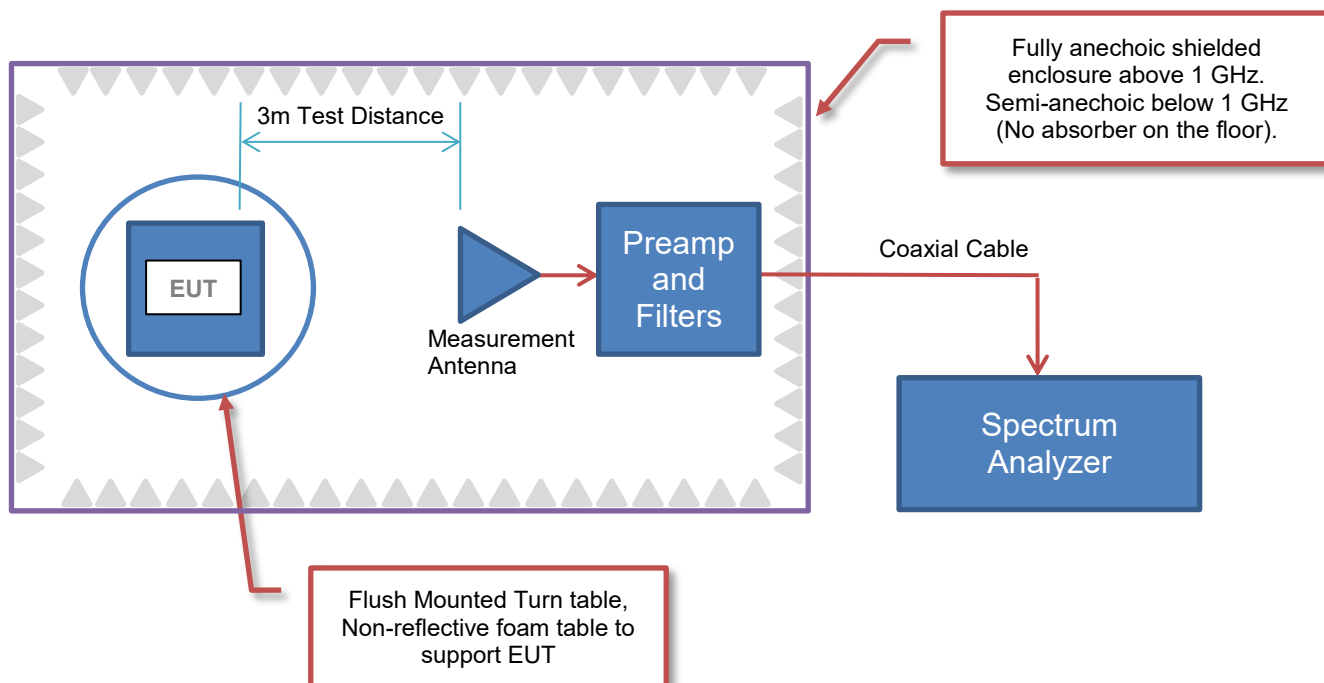 Fully anechoic shielded
enclosure above 1 GHz.
Semi-anechoic below 1 GHz
(No absorber on the floor).
3m Test Distance
EUT
Measurement
Antenna
Preamp
and
Filters
Coaxial Cable
Spectrum
Analyzer
Flush Mounted Turn table,
Non-reflective foam table to
support EUT